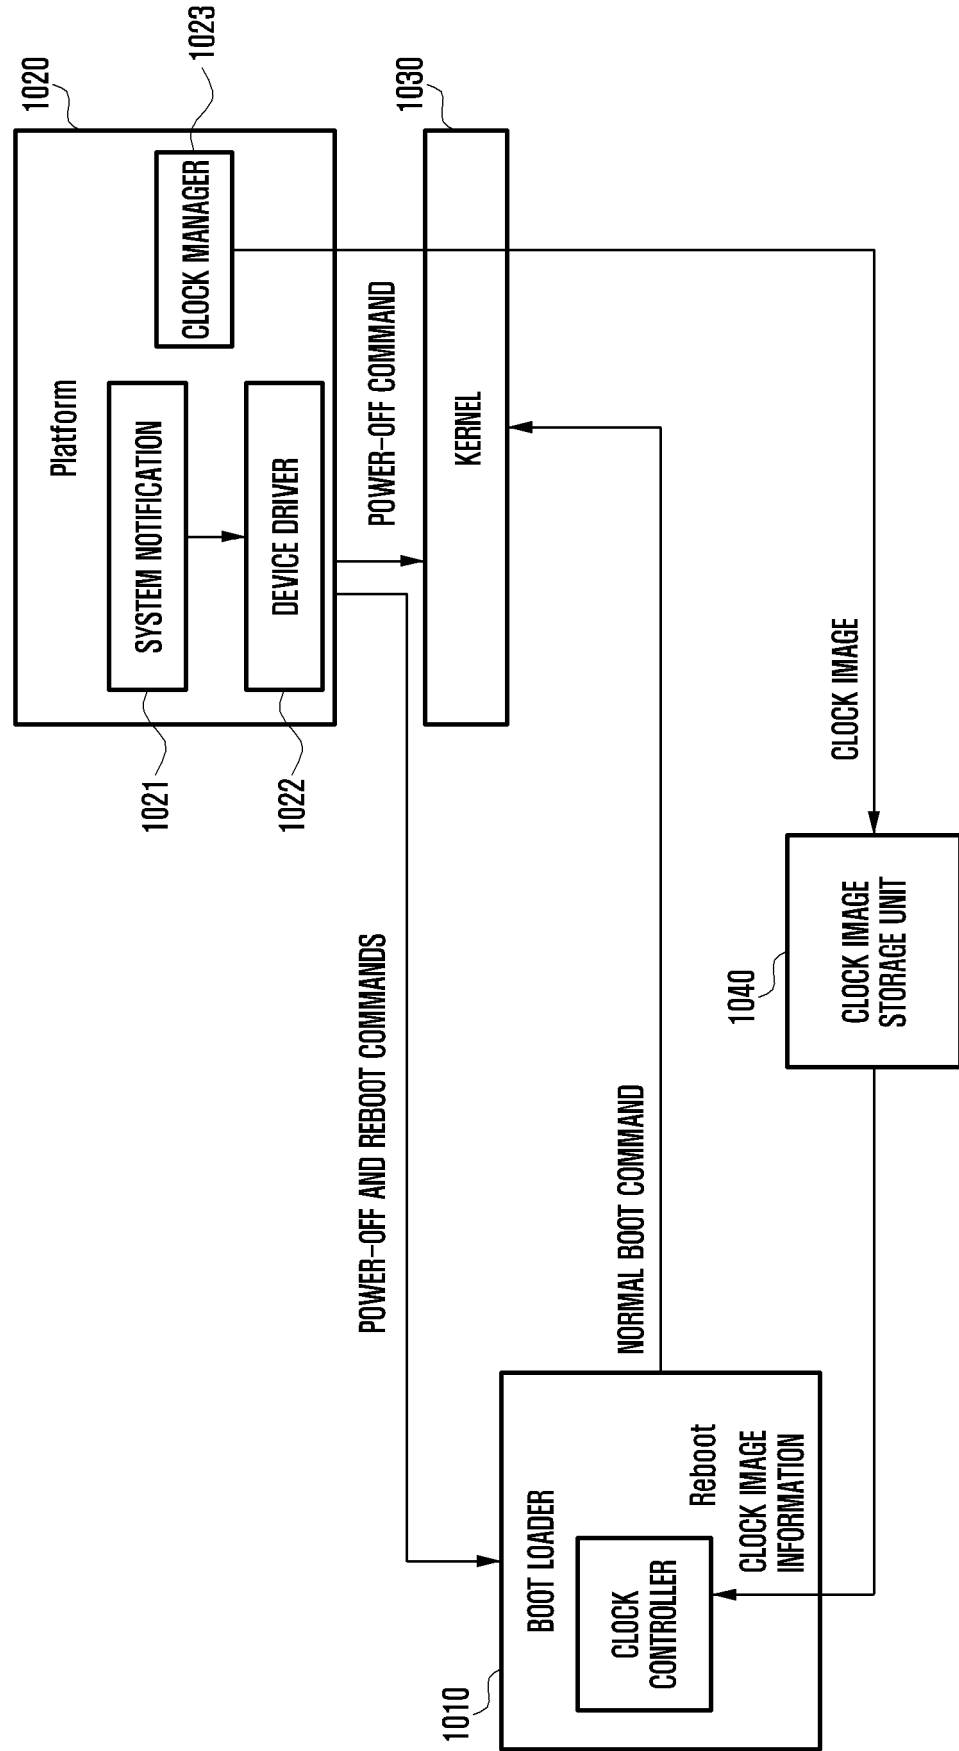 1020
Platform
1023
CLOCK MANAGER
SYSTEM NOTIFICATION
1021
DEVICE DRIVER
1022
POWER-OFF COMMAND
POWER-OFF AND REBOOT COMMANDS
1030
KERNEL
1010
BOOT LOADER
CLOCK
CONTROLLER
Reboot
NORMAL BOOT COMMAND
CLOCK IMAGE
INFORMATION
1040
CLOCK IMAGE
STORAGE UNIT
CLOCK IMAGE